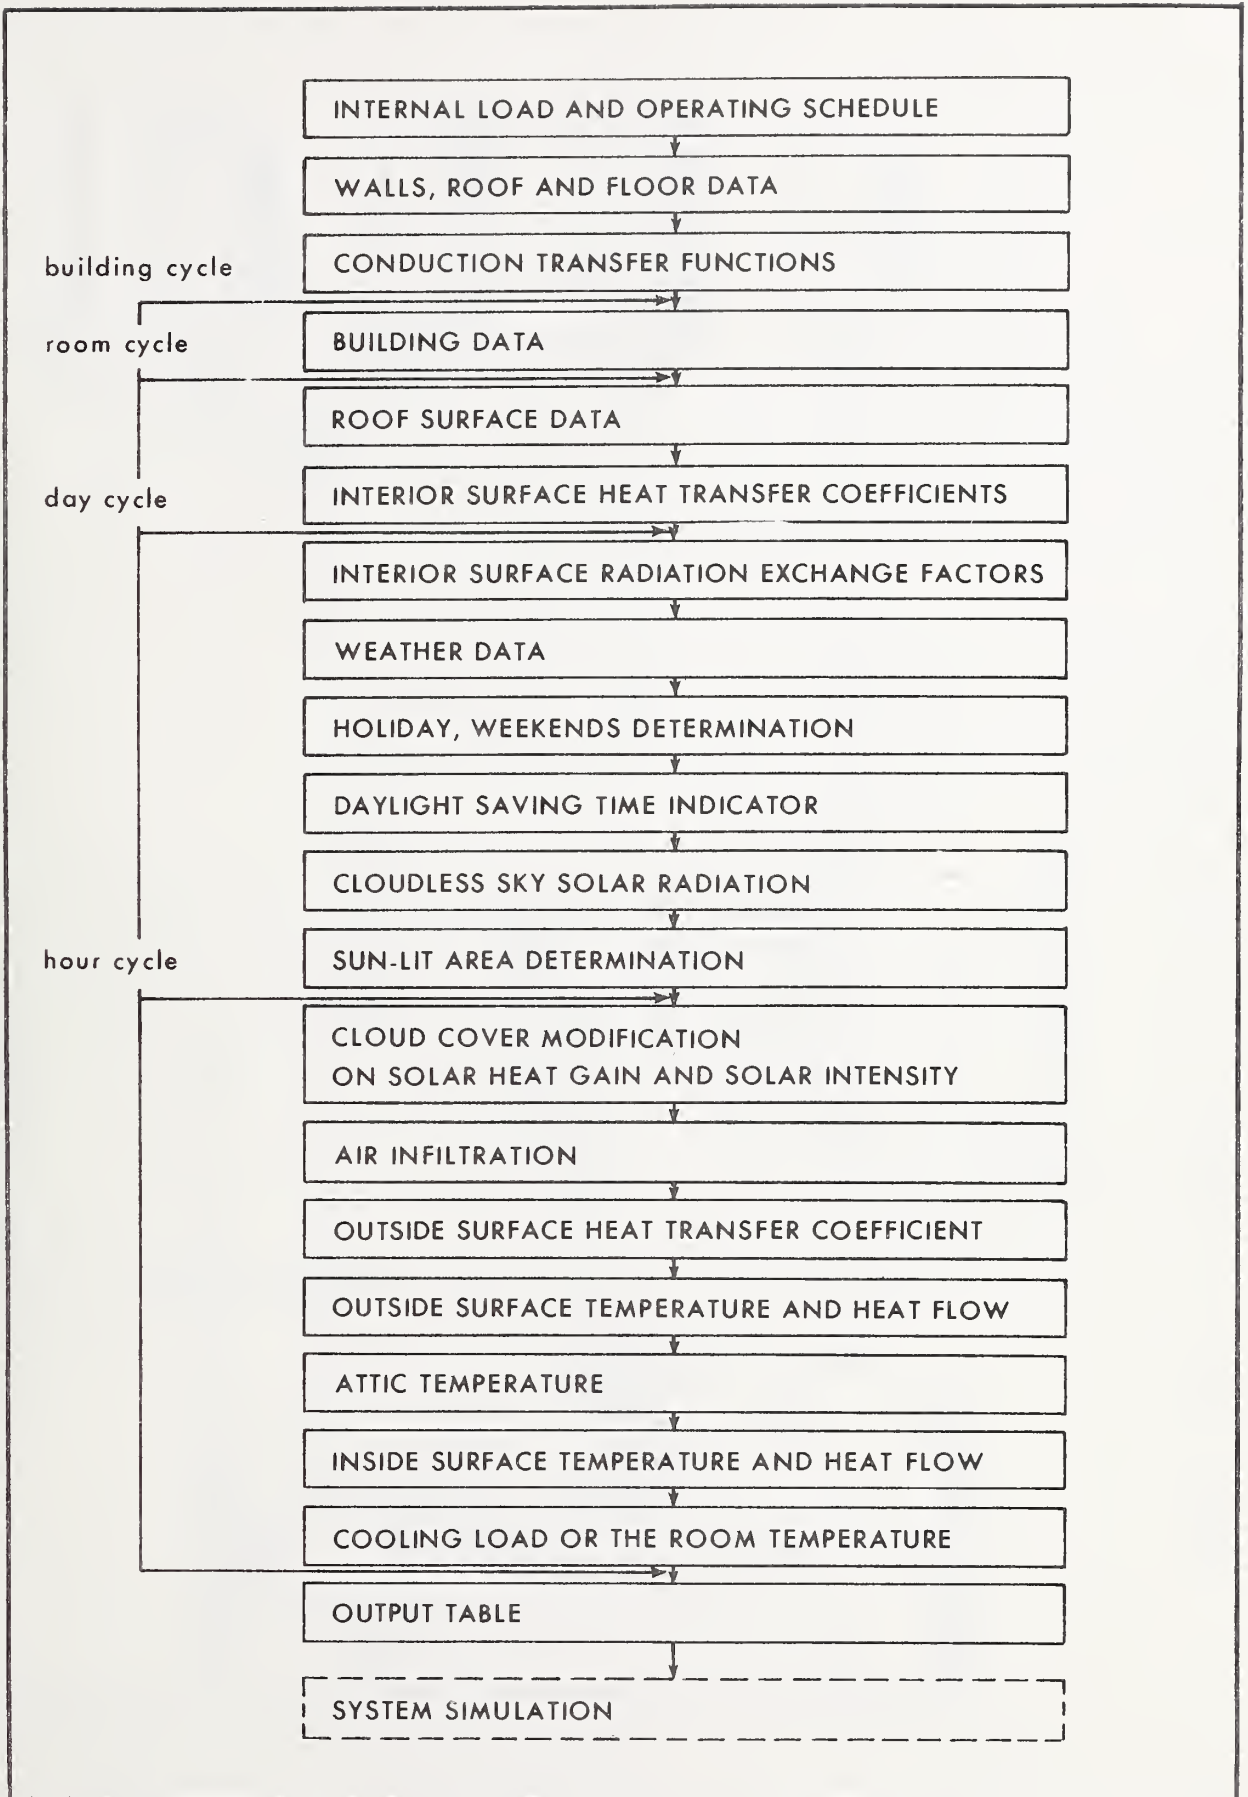 INTERNAL LOAD AND OPERATING SCHEDULE
WALLS, ROOF AND FLOOR DATA
building cycle
CONDUCTION TRANSFER FUNCTIONS
room cycle
BUILDING DATA
ROOF SURFACE DATA
day cycle
INTERIOR SURFACE HEAT TRANSFER COEFFICIENTS
INTERIOR SURFACE RADIATION EXCHANGE FACTORS
WEATHER DATA
HOLIDAY, WEEKENDS DETERMINATION
DAYLIGHT SAVING TIME INDICATOR
CLOUDLESS SKY SOLAR RADIATION
hour cycle
SUN-LIT AREA DETERMINATION
CLOUD COVER MODIFICATION
ON SOLAR HEAT GAIN AND SOLAR INTENSITY
AIR INFILTRATION
OUTSIDE SURFACE HEAT TRANSFER COEFFICIENT
OUTSIDE SURFACE TEMPERATURE AND HEAT FLOW
ATTIC TEMPERATURE
INSIDE SURFACE TEMPERATURE AND HEAT FLOW
COOLING LOAD OR THE ROOM TEMPERATURE
OUTPUT TABLE
SYSTEM SIMULATION